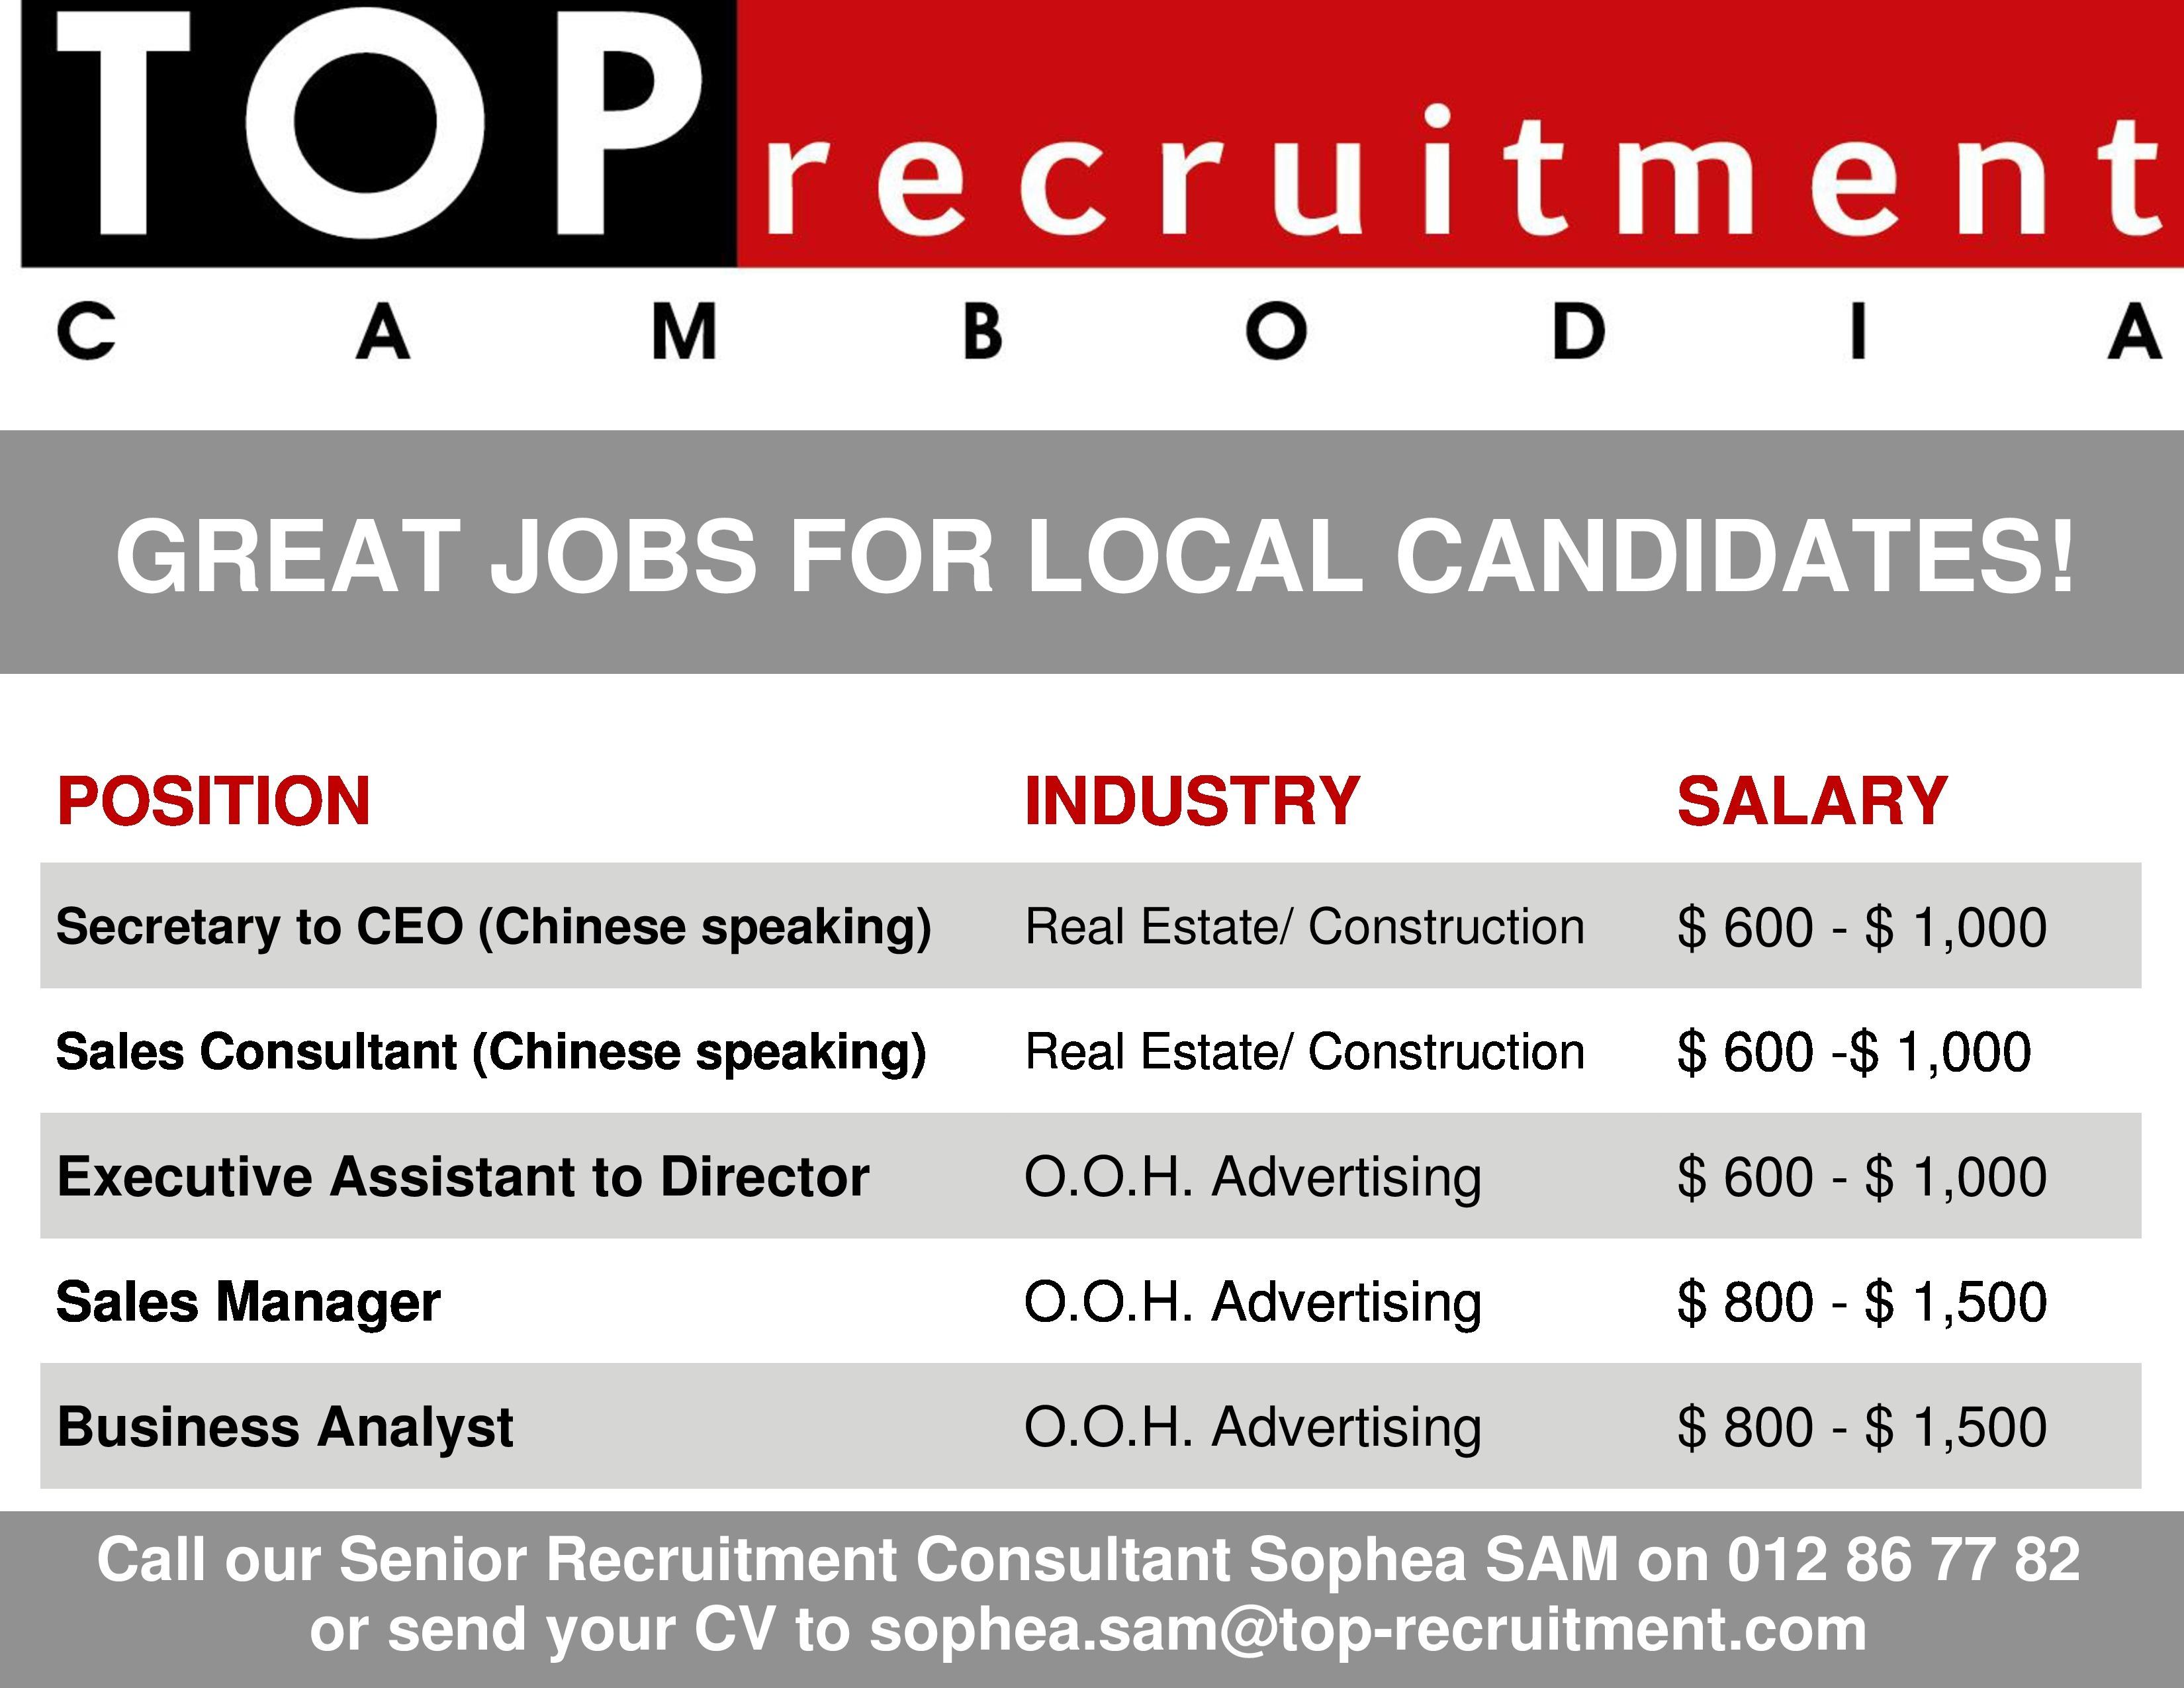 TOP recruitment
CAMBODIA
GREAT JOBS FOR LOCAL CANDIDATES!
POSITION INDUSTRY SALARY
Secretary to CEO (Chinese speaking) Real Estate/ Construction $ 600 - $ 1,000
Sales Consultant (Chinese speaking) Real Estate/ Construction $ 600 -$ 1,000
Executive Assistant to Director O.O.H. Advertising $ 600 - $ 1,000
Sales Manager O.O.H. Advertising $ 800 - $ 1,500
Business Analyst O.O.H. Advertising $ 800 - $ 1,500
Call our Senior Recruitment Consultant Sophea SAM on 012 86 77 82
or send your CV to sophea.sam@top-recruitment.com